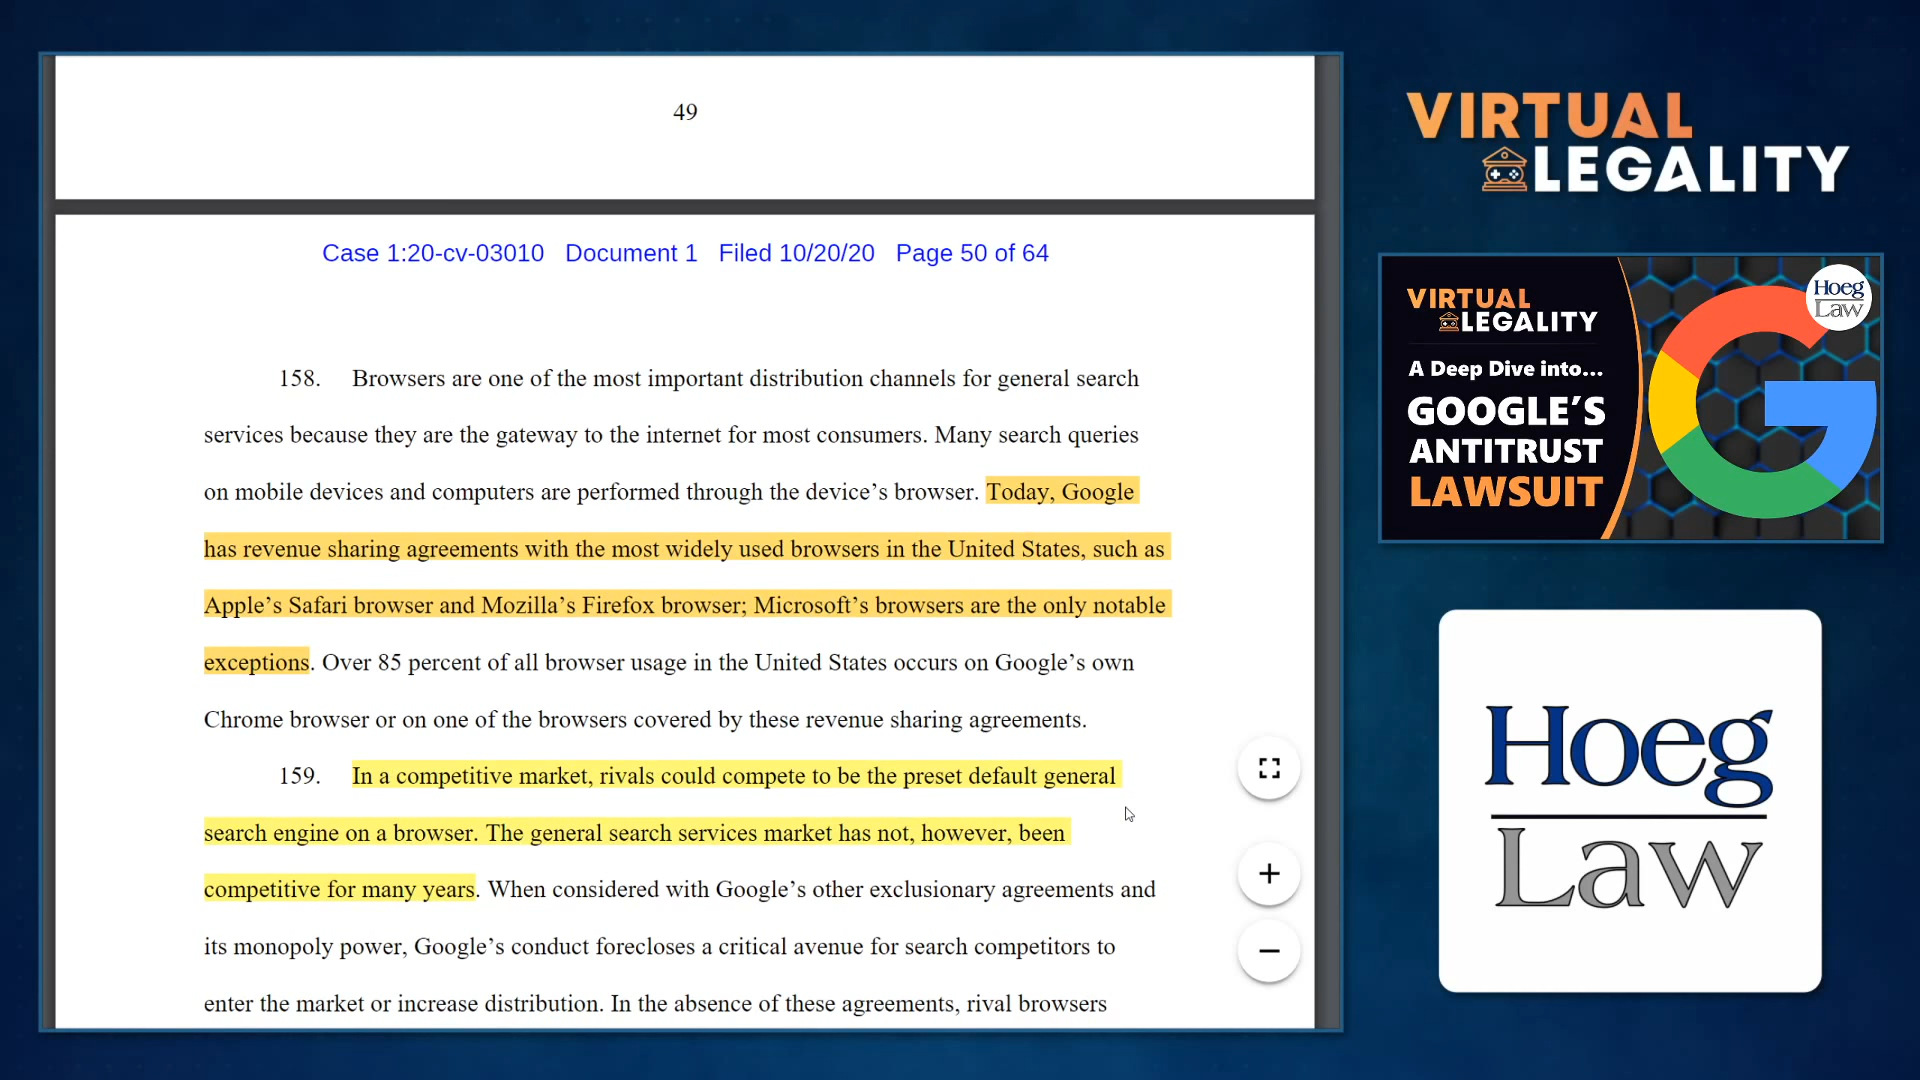 49
Case 1:20-cv-03010 Document 1 Filed 10/20/20 Page 50 of 64
158. Browsers are one of the most important distribution channels for general search
services because they are the gateway to the internet for most consumers. Many search queries
on mobile devices and computers are performed through the device’s browser. Today, Google
has revenue sharing agreements with the most widely used browsers in the United States, such as
Apple’s Safari browser and Mozilla’s Firefox browser; Microsoft’s browsers are the only notable
exceptions. Over 85 percent of all browser usage in the United States occurs on Google’s own
Chrome browser or on one of the browsers covered by these revenue sharing agreements.
159. In a competitive market, rivals could compete to be the preset default general
search engine on a browser. The general search services market has not, however, been
competitive for many years. When considered with Google’s other exclusionary agreements and
its monopoly power, Google’s conduct forecloses a critical avenue for search competitors to
enter the market or increase distribution. In the absence of these agreements, rival browsers
VIRTUAL
LEGALITY
VIRTUAL
LEGALITY
A Deep Dive into...
GOOGLE’S
ANTITRUST
LAWSUIT
Hoeg
Law
Hoeg
Law